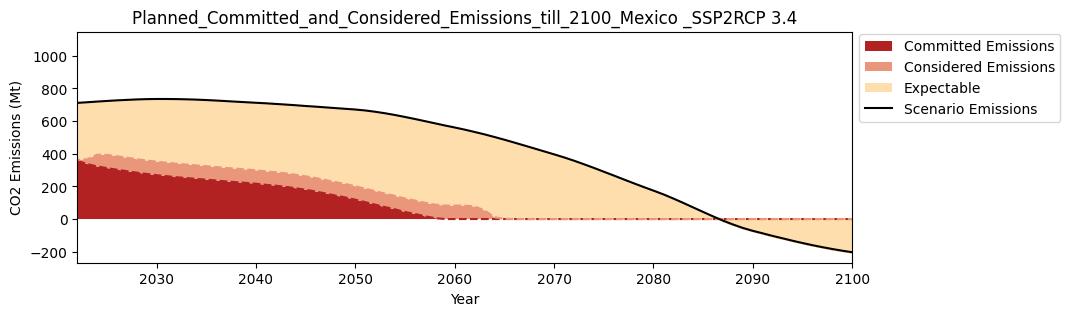 Planned_Committed_and_Considered_Emissions_till_2100_Mexico _SSP2RCP 3.4
CO2 Emissions (Mt)
1000
800
600
400
200
0
−200
2030
2040
2050
2060
2070
2080
2090
2100
Year
Committed Emissions
Considered Emissions
Expectable
Scenario Emissions